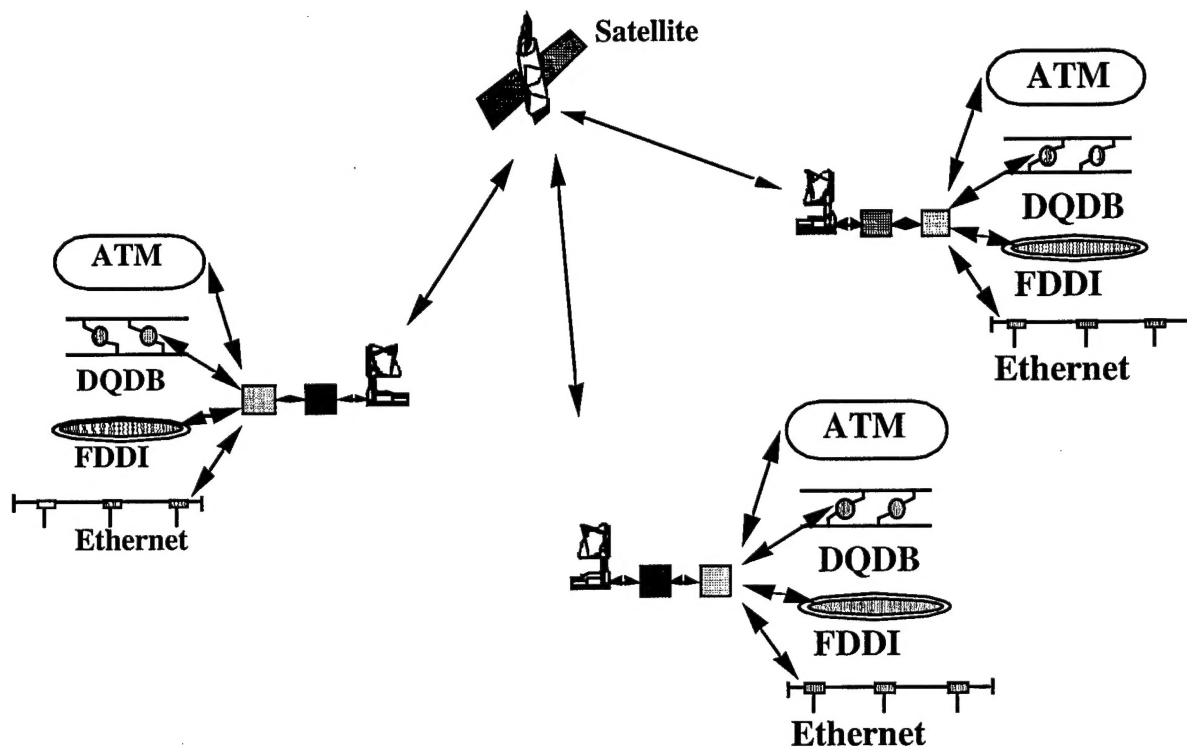 Satellite
ATM
DQDB
FDDI
Ethernet
ATM
DQDB
FDDI
Ethernet
ATM
DQDB
FDDI
Ethernet